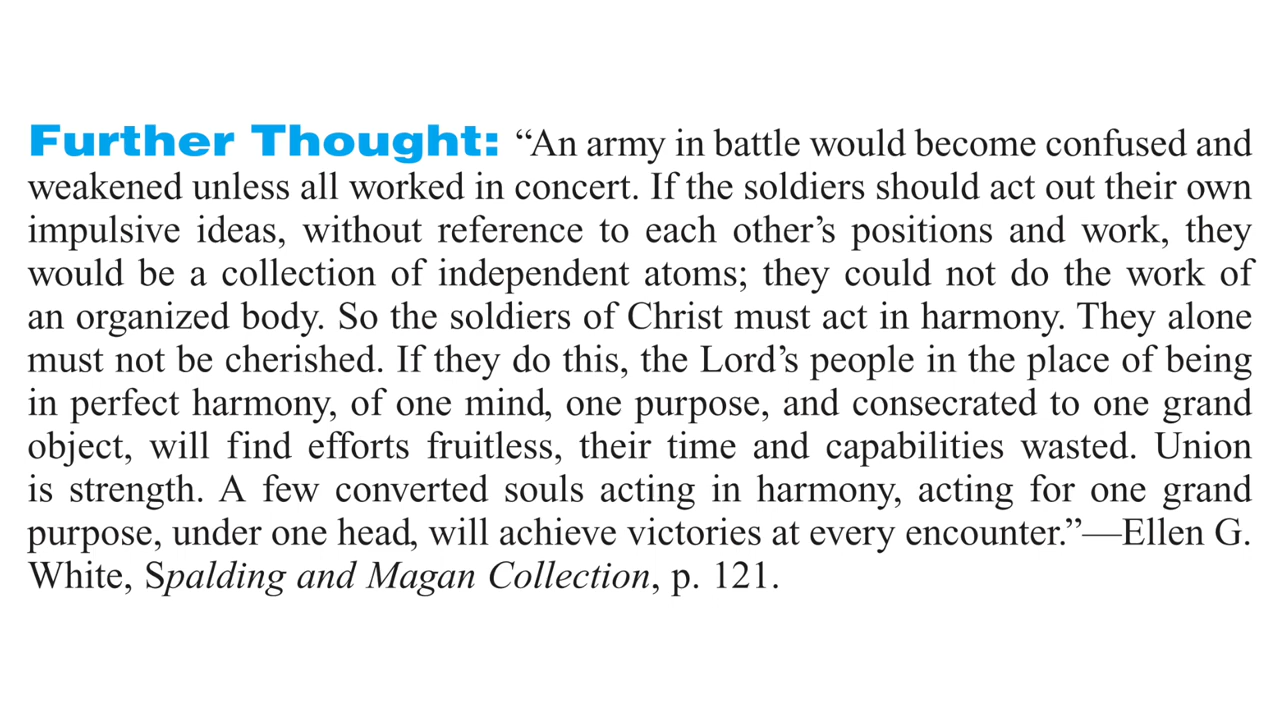 Further Thought: “An army in battle would become confused and
weakened unless all worked in concert. If the soldiers should act out their own
impulsive ideas, without reference to each other’s positions and work, they
would be a collection of independent atoms; they could not do the work of
an organized body. So the soldiers of Christ must act in harmony. They alone
must not be cherished. If they do this, the Lord’s people in the place of being
in perfect harmony, of one mind, one purpose, and consecrated to one grand
object, will find efforts fruitless, their time and capabilities wasted. Union
is strength. A few converted souls acting in harmony, acting for one grand
purpose, under one head, will achieve victories at every encounter.”—Ellen G.
White, Spalding and Magan Collection, p. 121.